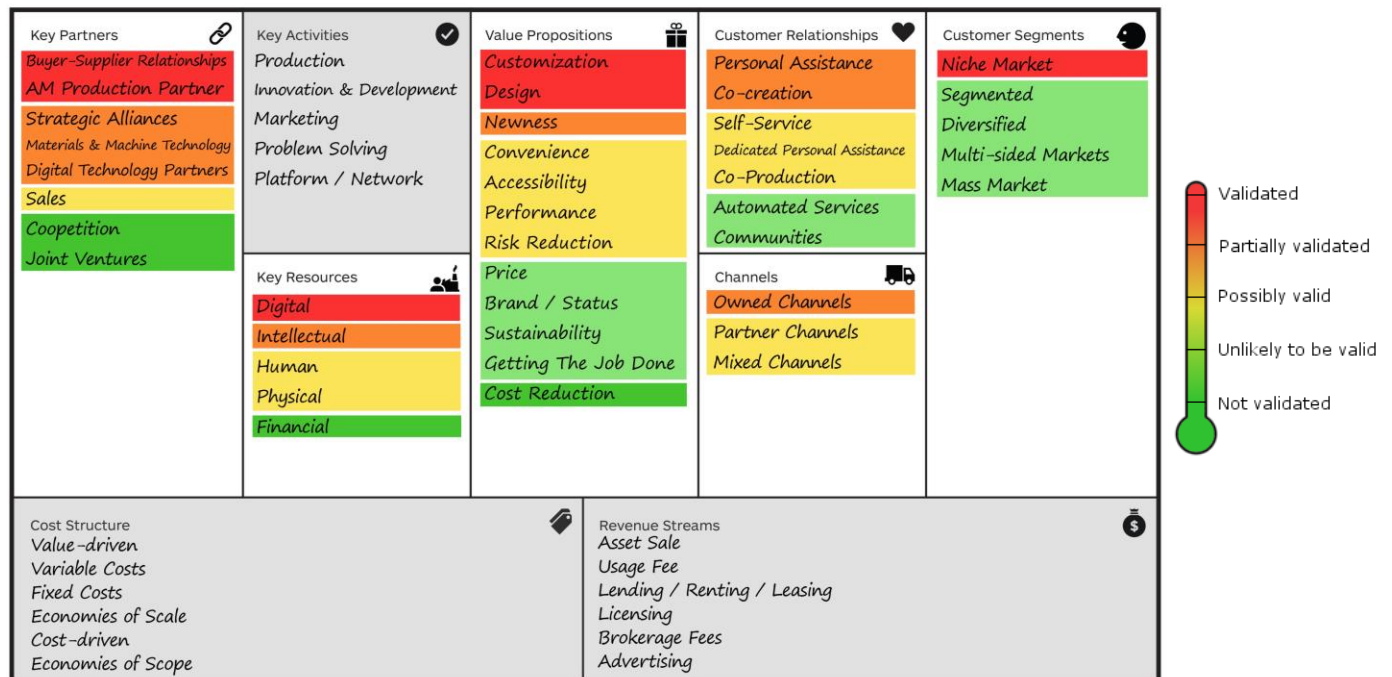 Key Partners
Buyer-Supplier Relationships
AM Production Partner
Strategic Alliances
Materials & Machine Technology
Digital Technology Partners
Sales
Coopetition
Joint Ventures
Key Activities
Production
Innovation & Development
Marketing
Problem Solving
Platform / Network
Key Resources
Digital
Intellectual
Human
Physical
Financial
Value Propositions
Customization
Design
Newness
Convenience
Accessibility
Performance
Risk Reduction
Price
Brand / Status
Sustainability
Getting The Job Done
Cost Reduction
Customer Relationships
Personal Assistance
Co-creation
Self-Service
Dedicated Personal Assistance
Co-Production
Automated Services
Communities
Channels
Owned Channels
Partner Channels
Mixed Channels
Customer Segments
Niche Market
Segmented
Diversified
Multi-sided Markets
Mass Market
Cost Structure
Value-driven
Variable Costs
Fixed Costs
Economies of Scale
Cost-driven
Economies of Scope
Revenue Streams
$
Asset Sale
Usage Fee
Lending / Renting / Leasing
Licensing
Brokerage Fees
Advertising
Validated
Partially validated
Possibly valid
Unlikely to be valid
Not validated